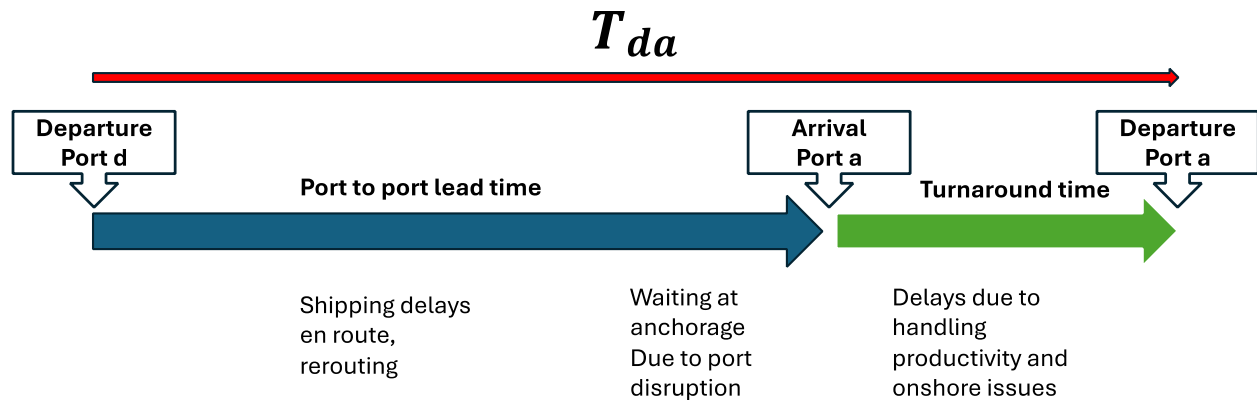 T_da
Departure
Port d
Arrival
Port a
Departure
Port a
Port to port lead time
Turnaround time
Shipping delays
en route,
rerouting
Waiting at
anchorage
Due to port
disruption
Delays due to
handling
productivity and
onshore issues